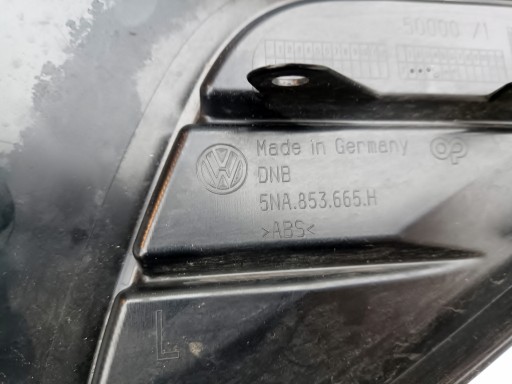 Made in Germany
DNB
5NA.853.665.H
>ABS<
L